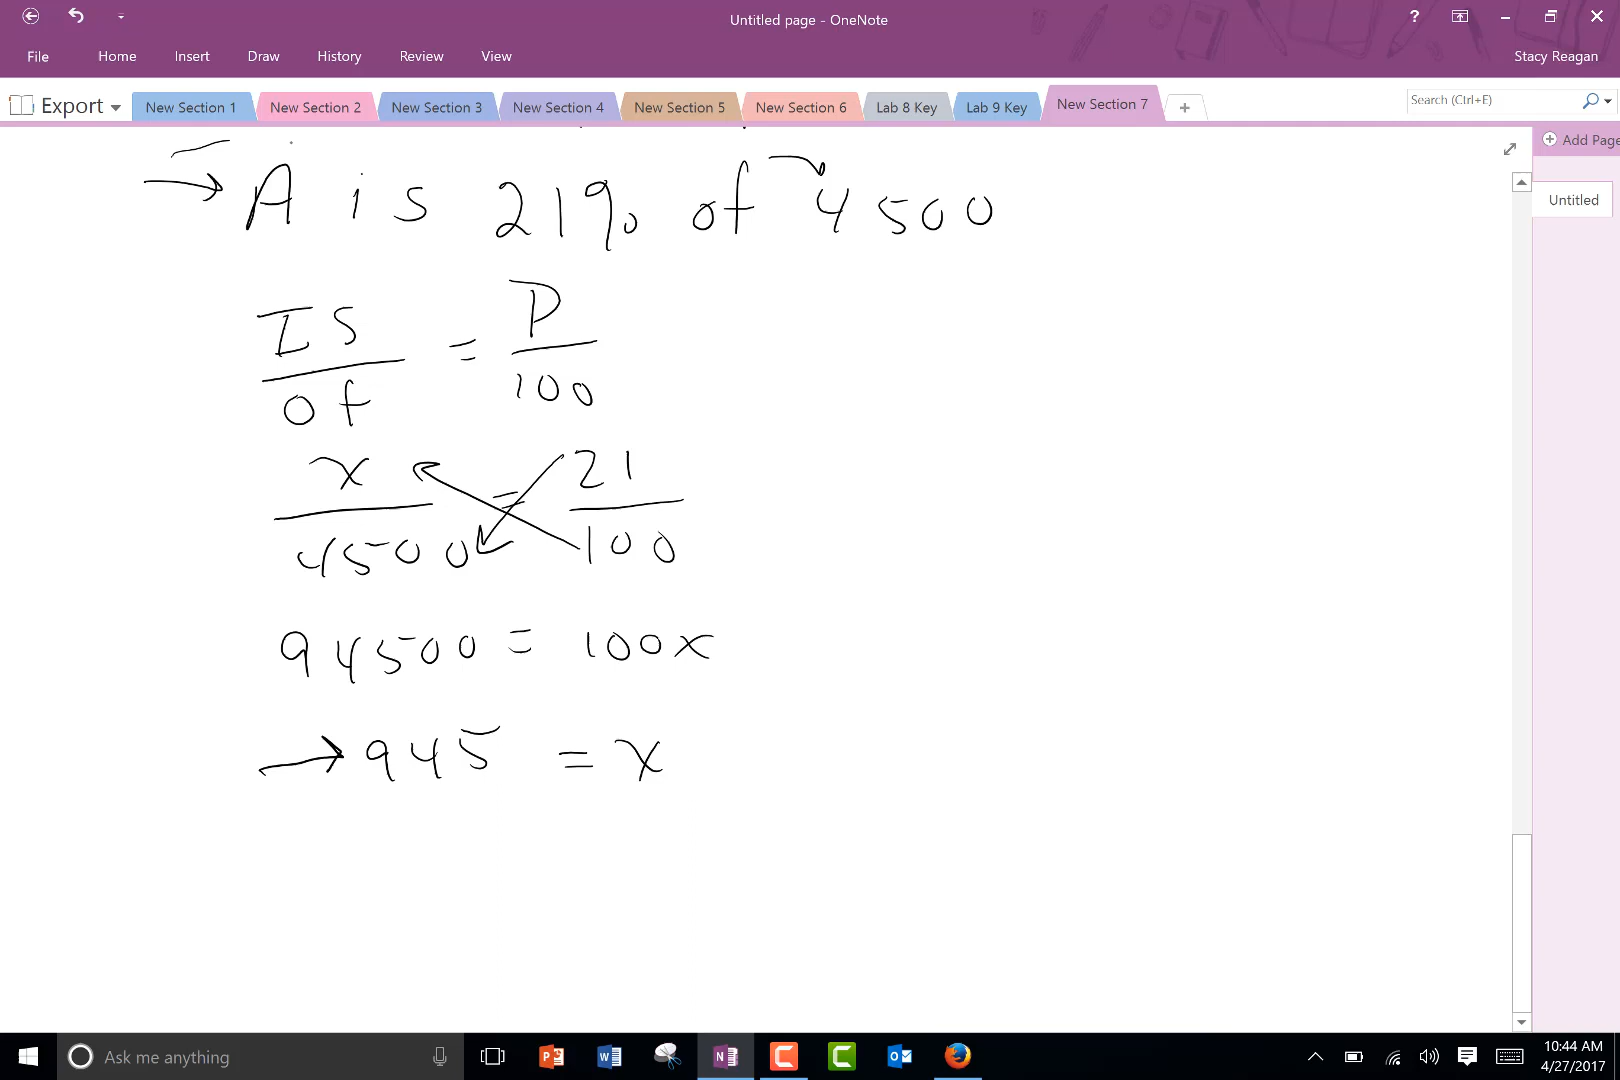 Untitled page - OneNote
?
File Home Insert Draw History Review View
Stacy Reagan
Export
New Section 1 New Section 2 New Section 3 New Section 4 New Section 5 New Section 6 Lab 8 Key Lab 9 Key New Section 7 +
Search (Ctrl+E)
Add Page
Untitled
→ A is 21% of 4500
Is = P
of 100
x = 21
4500 100
94500 = 100x
→ 945 = x
Ask me anything
10:44 AM
4/27/2017